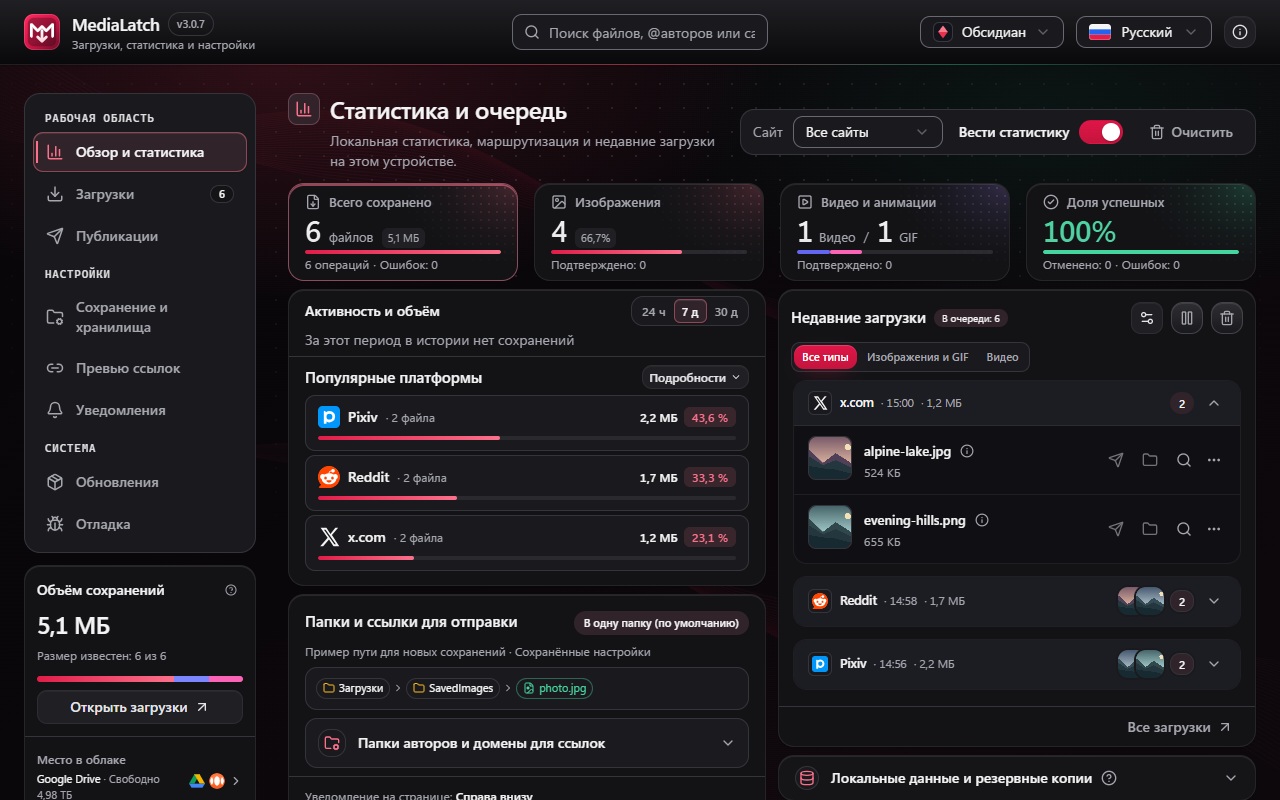 MediaLatch v3.0.7
Загрузки, статистика и настройки
Поиск файлов, @авторов или са
Обсидиан
Русский
РАБОЧАЯ ОБЛАСТЬ
Обзор и статистика
Загрузки 6
Публикации
НАСТРОЙКИ
Сохранение и
хранилища
Превью ссылок
Уведомления
СИСТЕМА
Обновления
Отладка
Объём сохранений
5,1 МБ
Размер известен: 6 из 6
Открыть загрузки
Место в облаке
Google Drive · Свободно
4,98 ТБ
Статистика и очередь
Локальная статистика, маршрутизация и недавние загрузки
на этом устройстве.
Сайт Все сайты Вести статистику Очистить
Всего сохранено
6 файлов 5,1 МБ
6 операций · Ошибок: 0
Изображения
4 66,7%
Подтверждено: 0
Видео и анимации
1 Видео / 1 GIF
Подтверждено: 0
Доля успешных
100%
Отменено: 0 · Ошибок: 0
Активность и объём 24 ч 7 д 30 д
За этот период в истории нет сохранений
Популярные платформы Подробности
Pixiv · 2 файла 2,2 МБ 43,6 %
Reddit · 2 файла 1,7 МБ 33,3 %
x.com · 2 файла 1,2 МБ 23,1 %
Папки и ссылки для отправки В одну папку (по умолчанию)
Пример пути для новых сохранений · Сохранённые настройки
Загрузки SavedImages photo.jpg
Папки авторов и домены для ссылок
Уведомление на странице: Справа внизу
Недавние загрузки В очереди: 6
Все типы Изображения и GIF Видео
x.com · 15:00 · 1,2 МБ 2
alpine-lake.jpg
524 КБ
evening-hills.png
655 КБ
Reddit · 14:58 · 1,7 МБ 2
Pixiv · 14:56 · 2,2 МБ 2
Все загрузки
Локальные данные и резервные копии